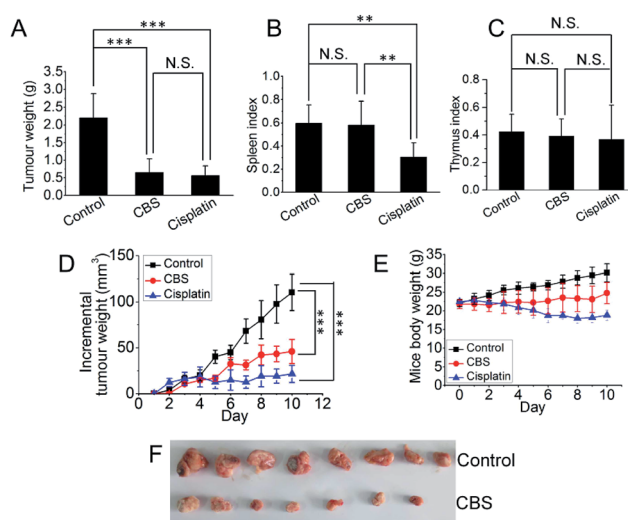 A
***
***
N.S.
Tumour weight (g)
3.5
3.0
2.5
2.0
1.5
1.0
0.5
0.0
Control
CBS
Cisplatin
B
**
N.S.
**
Spleen index
1.2
1.0
0.8
0.6
0.4
0.2
0.0
Control
CBS
Cisplatin
C
N.S.
N.S.
N.S.
Thymus index
1.0
0.8
0.6
0.4
0.2
0.0
Control
CBS
Cisplatin
D
Incremental
tumour weight (mm³)
150
100
50
0
Control
CBS
Cisplatin
***
***
0 2 4 6 8 10 12
Day
E
Mice body weight (g)
35
30
25
20
15
10
5
0
Control
CBS
Cisplatin
0 2 4 6 8 10
Day
F
Control
CBS